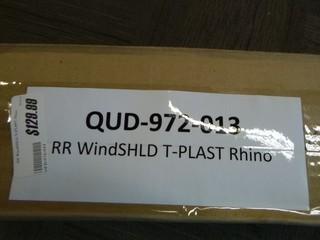 QUD-972-013
RR WindSHLD T-PLAST Rhino
$129.99